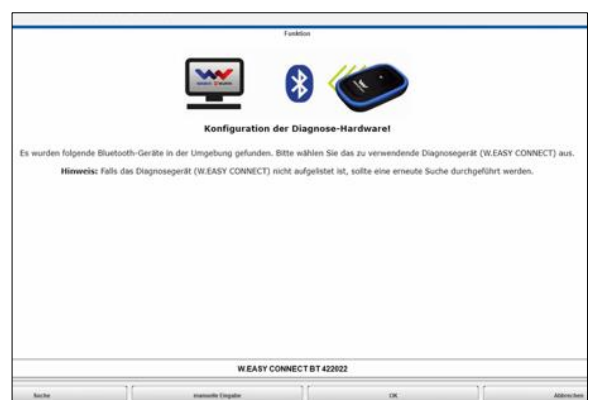 Funktion
Konfiguration der Diagnose-Hardware!
Es wurden folgende Bluetooth-Geräte in der Umgebung gefunden. Bitte wählen Sie das zu verwendende Diagnosegerät (W.EASY CONNECT) aus.
Hinweis: Falls das Diagnosegerät (W.EASY CONNECT) nicht aufgelistet ist, sollte eine erneute Suche durchgeführt werden.
W.EASY CONNECT BT 422022
Suche
manuelle Eingabe
OK
Abbrechen